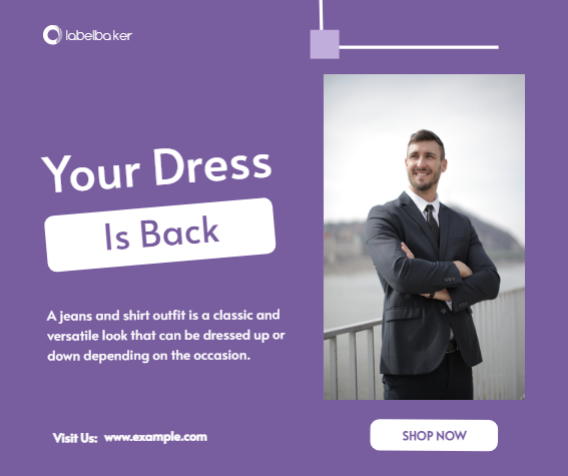 labelbaker
Your Dress
Is Back
A jeans and shirt outfit is a classic and
versatile look that can be dressed up or
down depending on the occasion.
Visit Us: www.example.com
SHOP NOW